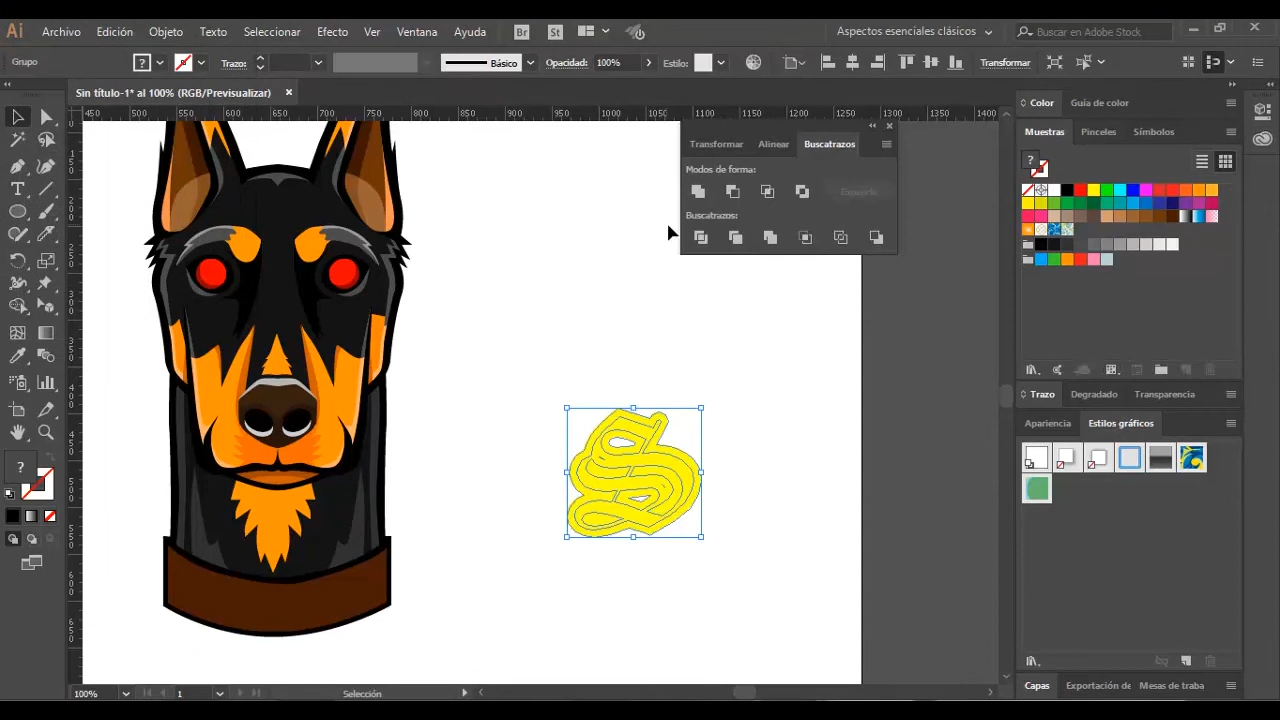 Ai Archivo Edición Objeto Texto Seleccionar Efecto Ver Ventana Ayuda Br St Aspectos esenciales clásicos Buscar en Adobe Stock
Grupo ? Trazo: Básico Opacidad: 100% Estilo: Transformar
Sin título-1* al 100% (RGB/Previsualizar)
450 500 550 600 650 700 750 800 850 900 950 1000 1050 1100 1150 1200 1250 1300 1350 1400
Color Guía de color
Muestras Pinceles Símbolos
Transformar Alinear Buscatrazos
Modos de forma:
Expandir
Buscatrazos:
Trazo Degradado Transparencia
Apariencia Estilos gráficos
S
Capas Exportación de Mesas de traba
100% 1 Selección